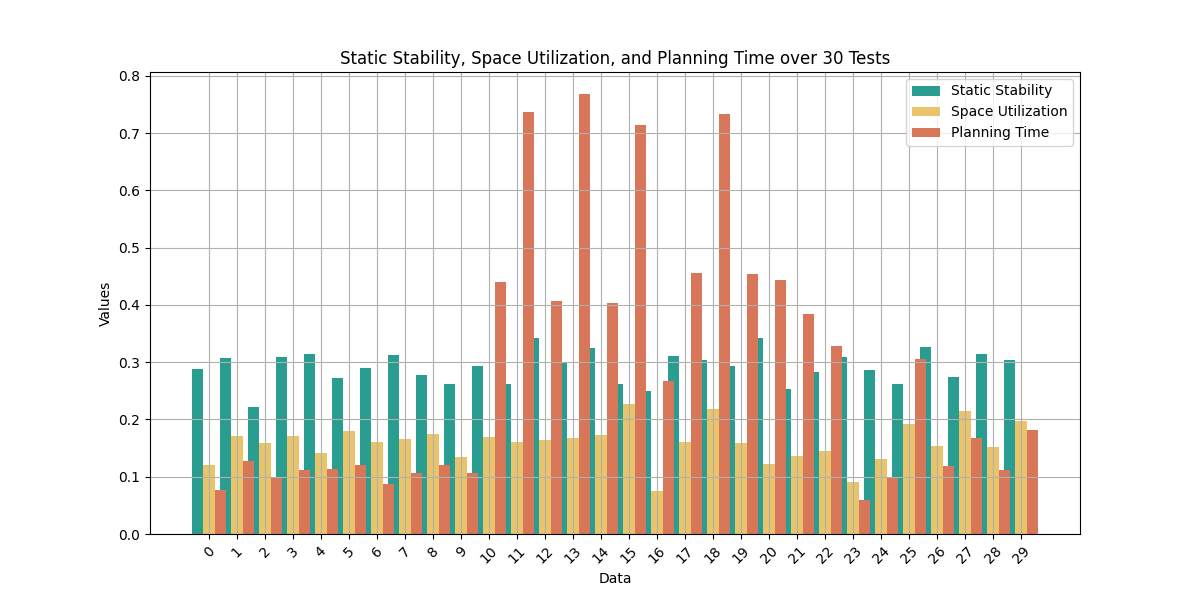 Static Stability, Space Utilization, and Planning Time over 30 Tests
Static Stability
Space Utilization
Planning Time
0.8
0.7
0.6
0.5
0.4
0.3
0.2
0.1
0.0
Values
0 1 2 3 4 5 6 7 8 9 10 11 12 13 14 15 16 17 18 19 20 21 22 23 24 25 26 27 28 29
Data